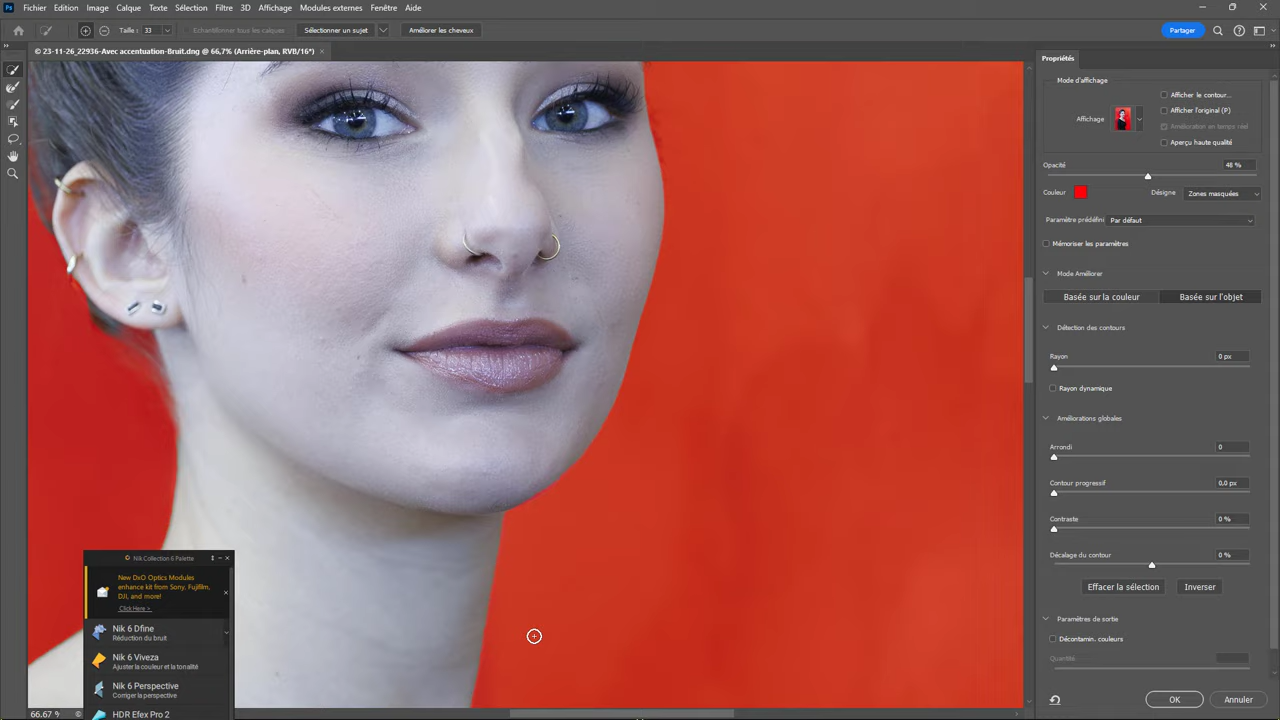 Fichier Edition Image Calque Texte Sélection Filtre 3D Affichage Modules externes Fenêtre Aide
Taille : 33 Echantillonner tous les calques Sélectionner un sujet Améliorer les cheveux Partager
© 23-11-26_22936-Avec accentuation-Bruit.dng @ 66,7% (Arrière-plan, RVB/16*) ×
Propriétés
Mode d'affichage
Afficher le contour...
Afficher l'original (P)
Affichage
Amélioration en temps réel
Aperçu haute qualité
Opacité 48 %
Couleur Désigne Zones masquées
Paramètre prédéfini Par défaut
Mémoriser les paramètres
Mode Améliorer
Basée sur la couleur Basée sur l'objet
Détection des contours
Rayon 0 px
Rayon dynamique
Améliorations globales
Arrondi 0
Contour progressif 0,0 px
Contraste 0 %
Décalage du contour 0 %
Effacer la sélection Inverser
Paramètres de sortie
Décontamin. couleurs
Quantité
OK Annuler
Nik Collection 6 Palette
New DxO Optics Modules
enhance kit from Sony, Fujifilm,
DJI, and more!
Click Here >
Nik 6 Dfine
Réduction du bruit
Nik 6 Viveza
Ajuster la couleur et la tonalité
Nik 6 Perspective
Corriger la perspective
HDR Efex Pro 2
66.67 %